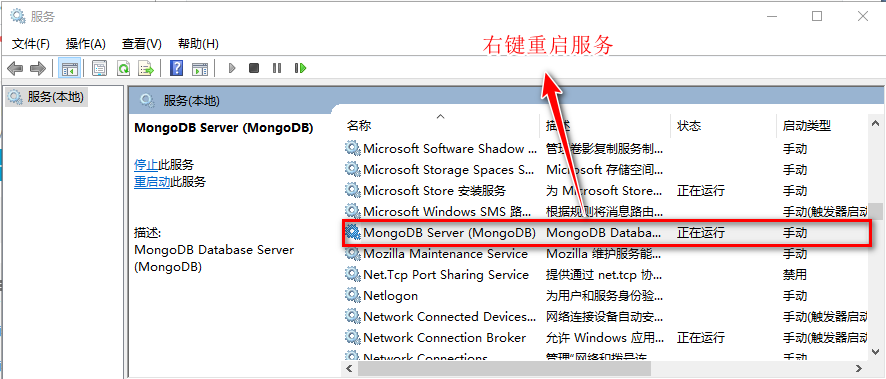 服务
文件(F) 操作(A) 查看(V) 帮助(H)
右键重启服务
服务(本地)
服务(本地)
MongoDB Server (MongoDB)
停止此服务
重启动此服务
描述:
MongoDB Database Server
(MongoDB)
名称 描述 状态 启动类型
Microsoft Software Shadow ... 管理卷影复制服务制... 手动
Microsoft Storage Spaces S... Microsoft 存储空间... 手动
Microsoft Store 安装服务 为 Microsoft Store... 正在运行 手动
Microsoft Windows SMS 路... 根据规则将消息路由... 手动(触发器启动
MongoDB Server (MongoDB) MongoDB Databa... 正在运行 手动
Mozilla Maintenance Service Mozilla 维护服务能... 手动
Net.Tcp Port Sharing Service 提供通过 net.tcp 协... 禁用
Netlogon 为用户和服务身份验... 手动
Network Connected Devices... 网络连接设备自动安... 手动(触发器启动
Network Connection Broker 允许 Windows 应用... 正在运行 手动(触发器启动
Network Connections 管理“网络和拨号连... 手动